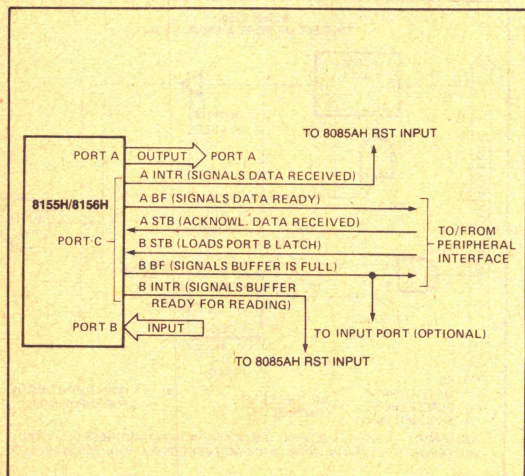 TO 8085AH RST INPUT
PORT A
OUTPUT
PORT A
A INTR (SIGNALS DATA RECEIVED)
8155H/8156H
A BF (SIGNALS DATA READY)
A STB (ACKNOWL. DATA RECEIVED)
TO/FROM
PERIPHERAL
INTERFACE
PORT C
B STB (LOADS PORT B LATCH)
B BF (SIGNALS BUFFER IS FULL)
B INTR (SIGNALS BUFFER
READY FOR READING)
PORT B
INPUT
TO INPUT PORT (OPTIONAL)
TO 8085AH RST INPUT